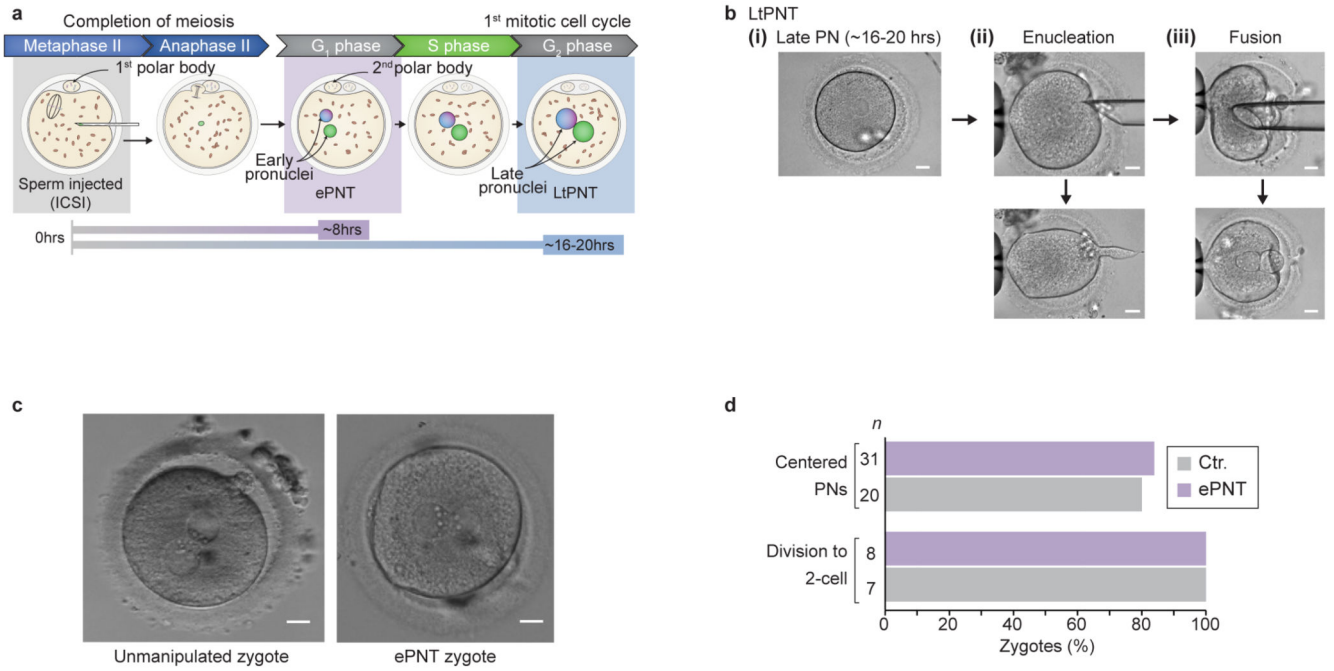 a
Completion of meiosis
1st mitotic cell cycle
Metaphase II
Anaphase II
G1 phase
S phase
G2 phase
1st polar body
2nd polar body
Early
pronuclei
Late
pronuclei
Sperm injected
(ICSI)
ePNT
LtPNT
0hrs
~8hrs
~16-20hrs
b
LtPNT
(i) Late PN (~16-20 hrs)
(ii) Enucleation
(iii) Fusion
c
Unmanipulated zygote
ePNT zygote
d
n
Centered
PNs
31
20
Division to
2-cell
8
7
Ctr.
ePNT
0 20 40 60 80 100
Zygotes (%)